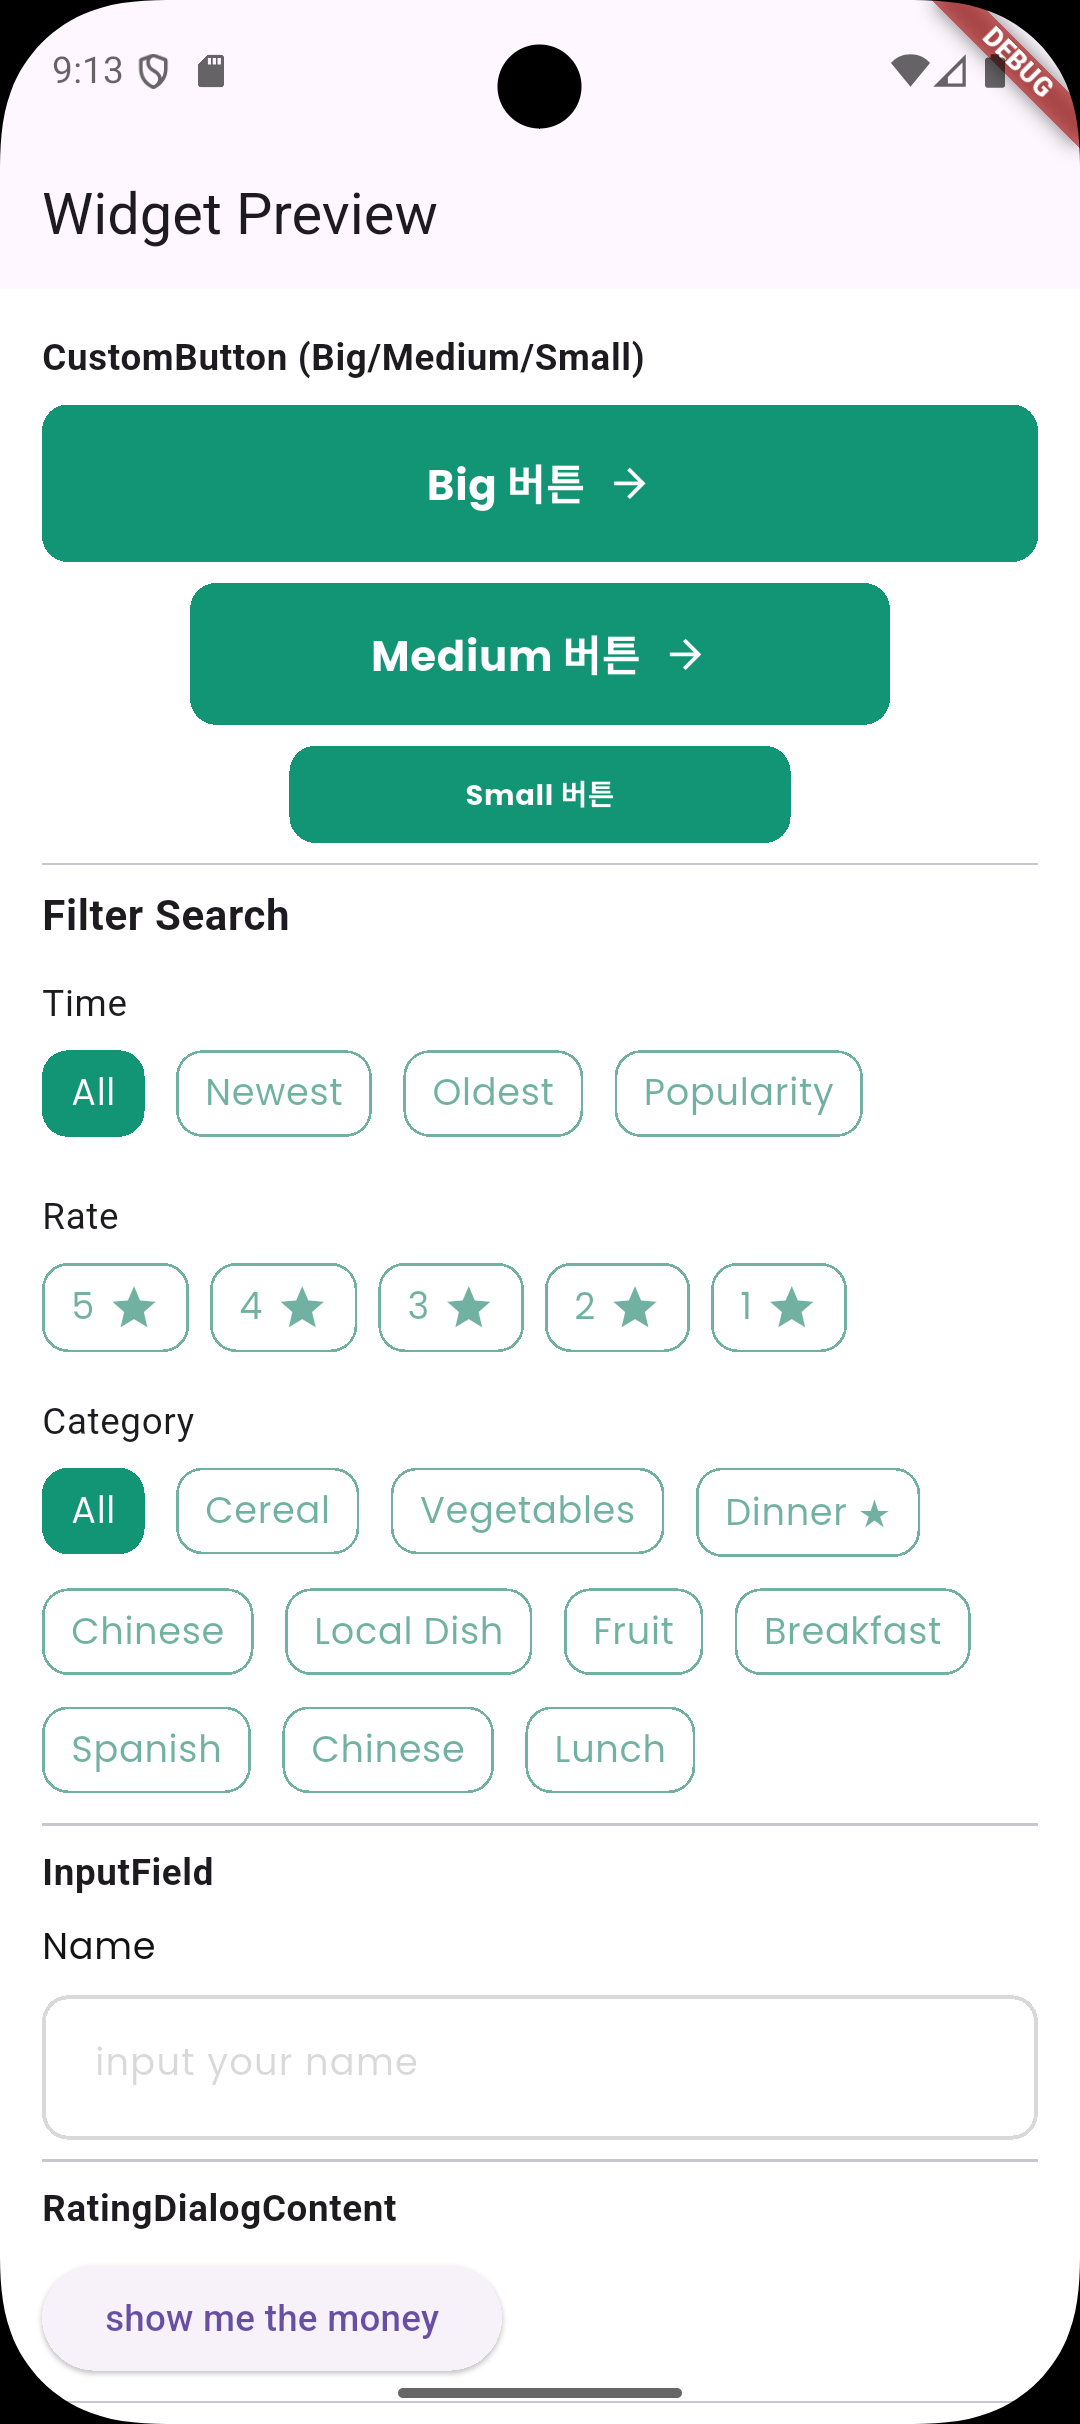 9:13
DEBUG
Widget Preview
CustomButton (Big/Medium/Small)
Big 버튼 →
Medium 버튼 →
Small 버튼
Filter Search
Time
All Newest Oldest Popularity
Rate
5 ★ 4 ★ 3 ★ 2 ★ 1 ★
Category
All Cereal Vegetables Dinner ★
Chinese Local Dish Fruit Breakfast
Spanish Chinese Lunch
InputField
Name
input your name
RatingDialogContent
show me the money